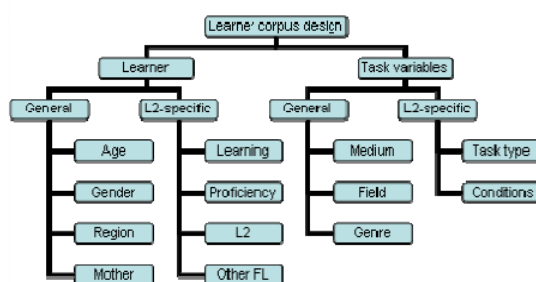 Learner corpus design
Learner
Task variables
General
L2-specific
General
L2-specific
Age
Learning
Medium
Task type
Gender
Proficiency
Field
Conditions
Region
L2
Genre
Mother
Other FL